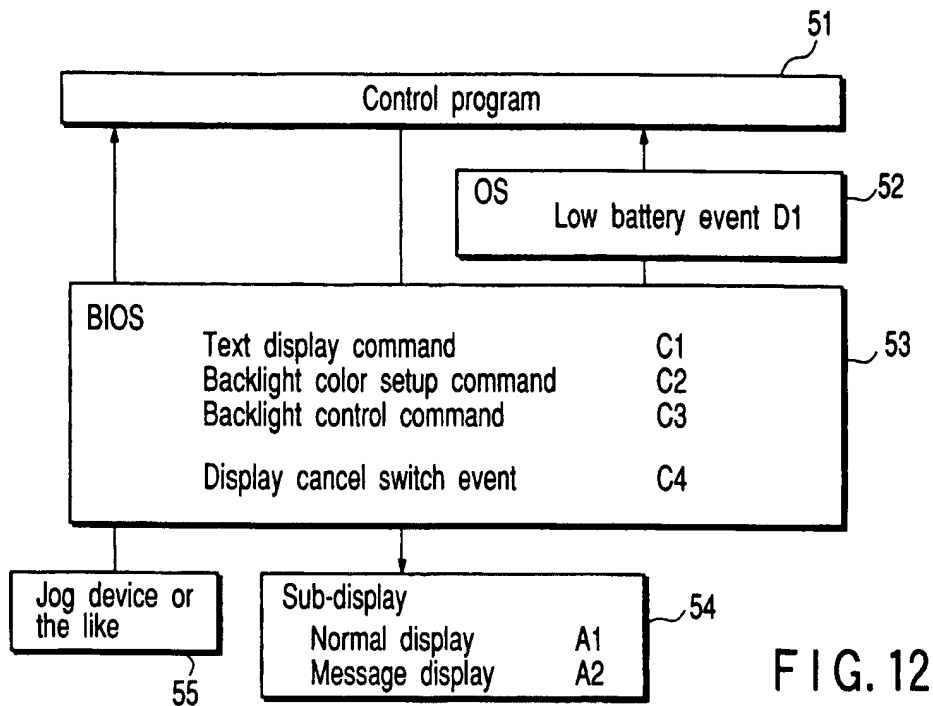 51
Control program
OS
Low battery event D1
52
BIOS
Text display command C1
Backlight color setup command C2
Backlight control command C3
Display cancel switch event C4
53
Jog device or
the like
55
Sub-display
Normal display A1
Message display A2
54
FIG. 12